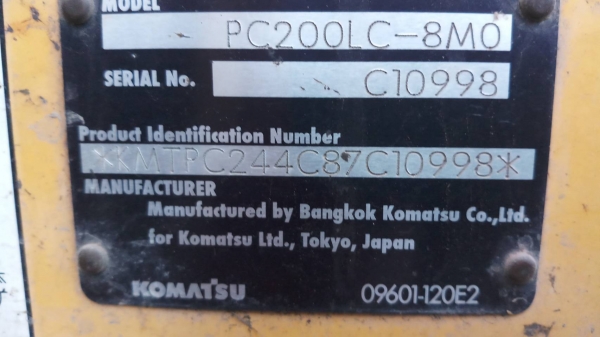 MODEL
PC200LC-8M0
SERIAL No. C10998
Product Identification Number
*KMTPC244C87C10998*
MANUFACTURER
Manufactured by Bangkok Komatsu Co.,Ltd.
for Komatsu Ltd., Tokyo, Japan
KOMATSU 09601-120E2